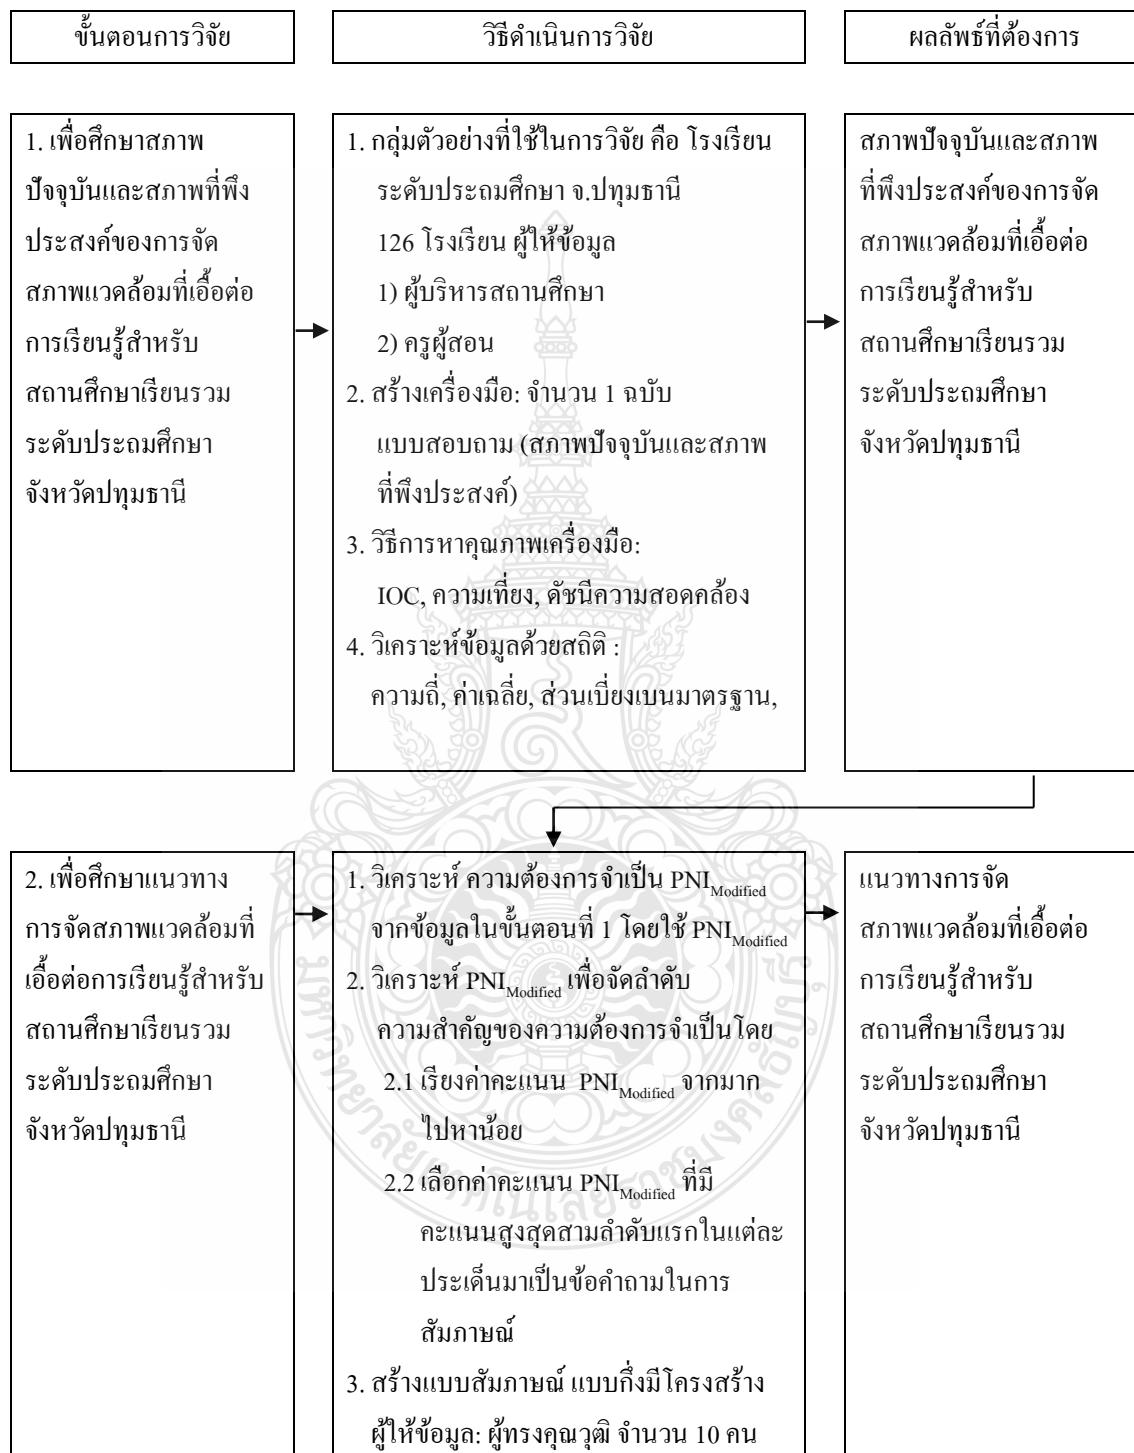 ขั้นตอนการวิจัย
วิธีดำเนินการวิจัย
ผลลัพธ์ที่ต้องการ
1. เพื่อศึกษาสภาพ
ปัจจุบันและสภาพที่พึง
ประสงค์ของการจัด
สภาพแวดล้อมที่เอื้อต่อ
การเรียนรู้สำหรับ
สถานศึกษาเรียนรวม
ระดับประถมศึกษา
จังหวัดปทุมธานี
1. กลุ่มตัวอย่างที่ใช้ในการวิจัย คือ โรงเรียน
ระดับประถมศึกษา จ.ปทุมธานี
126 โรงเรียน ผู้ให้ข้อมูล
1) ผู้บริหารสถานศึกษา
2) ครูผู้สอน
2. สร้างเครื่องมือ: จำนวน 1 ฉบับ
แบบสอบถาม (สภาพปัจจุบันและสภาพ
ที่พึงประสงค์)
3. วิธีการหาคุณภาพเครื่องมือ:
IOC, ความเที่ยง, ดัชนีความสอดคล้อง
4. วิเคราะห์ข้อมูลด้วยสถิติ :
ความถี่, ค่าเฉลี่ย, ส่วนเบี่ยงเบนมาตรฐาน,
สภาพปัจจุบันและสภาพ
ที่พึงประสงค์ของการจัด
สภาพแวดล้อมที่เอื้อต่อ
การเรียนรู้สำหรับ
สถานศึกษาเรียนรวม
ระดับประถมศึกษา
จังหวัดปทุมธานี
2. เพื่อศึกษาแนวทาง
การจัดสภาพแวดล้อมที่
เอื้อต่อการเรียนรู้สำหรับ
สถานศึกษาเรียนรวม
ระดับประถมศึกษา
จังหวัดปทุมธานี
1. วิเคราะห์ ความต้องการจำเป็น PNI Modified
จากข้อมูลในขั้นตอนที่ 1 โดยใช้ PNI Modified
2. วิเคราะห์ PNI Modified เพื่อจัดลำดับ
ความสำคัญของความต้องการจำเป็นโดย
2.1 เรียงค่าคะแนน PNI Modified จากมาก
ไปหาน้อย
2.2 เลือกค่าคะแนน PNI Modified ที่มี
คะแนนสูงสุดสามลำดับแรกในแต่ละ
ประเด็นมาเป็นข้อคำถามในการ
สัมภาษณ์
3. สร้างแบบสัมภาษณ์ แบบกึ่งมีโครงสร้าง
ผู้ให้ข้อมูล: ผู้ทรงคุณวุฒิ จำนวน 10 คน
แนวทางการจัด
สภาพแวดล้อมที่เอื้อต่อ
การเรียนรู้สำหรับ
สถานศึกษาเรียนรวม
ระดับประถมศึกษา
จังหวัดปทุมธานี
มหาวิทยาลัยเทคโนโลยีราชมงคลธัญบุรี